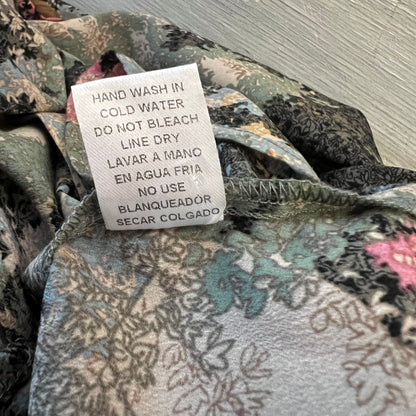 HAND WASH IN
COLD WATER
DO NOT BLEACH
LINE DRY
LAVAR A MANO
EN AGUA FRIA
NO USE
BLANQUEADOR
SECAR COLGADO